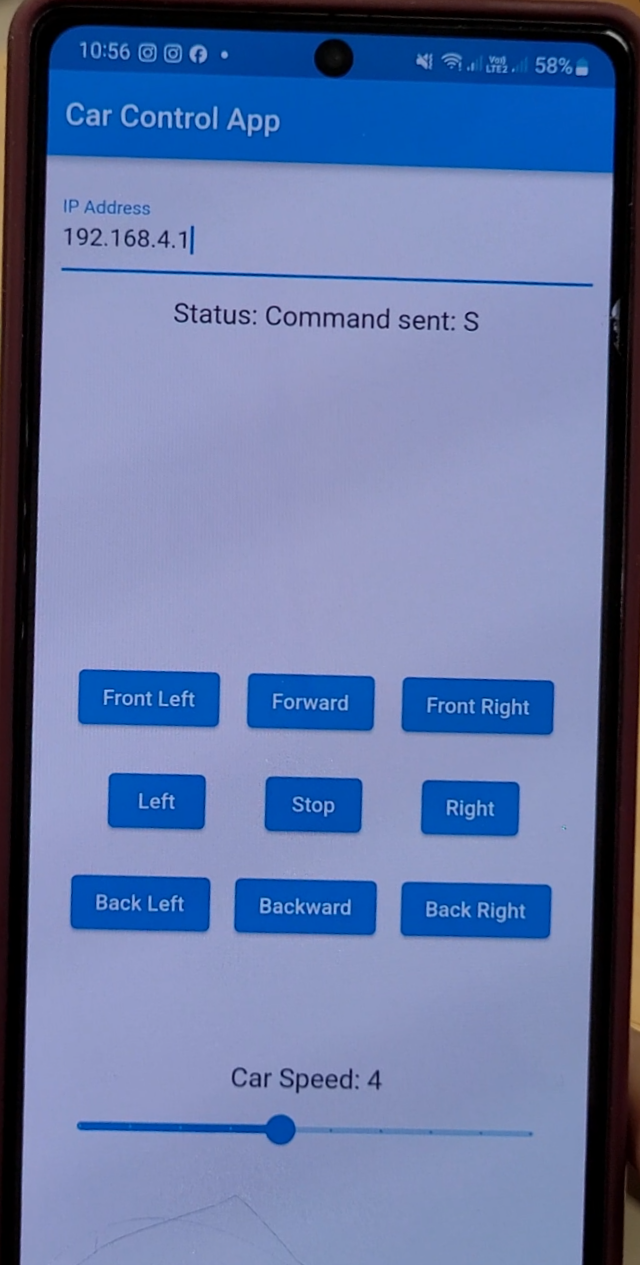 10:56 58%
Car Control App
IP Address
192.168.4.1
Status: Command sent: S
Front Left Forward Front Right
Left Stop Right
Back Left Backward Back Right
Car Speed: 4